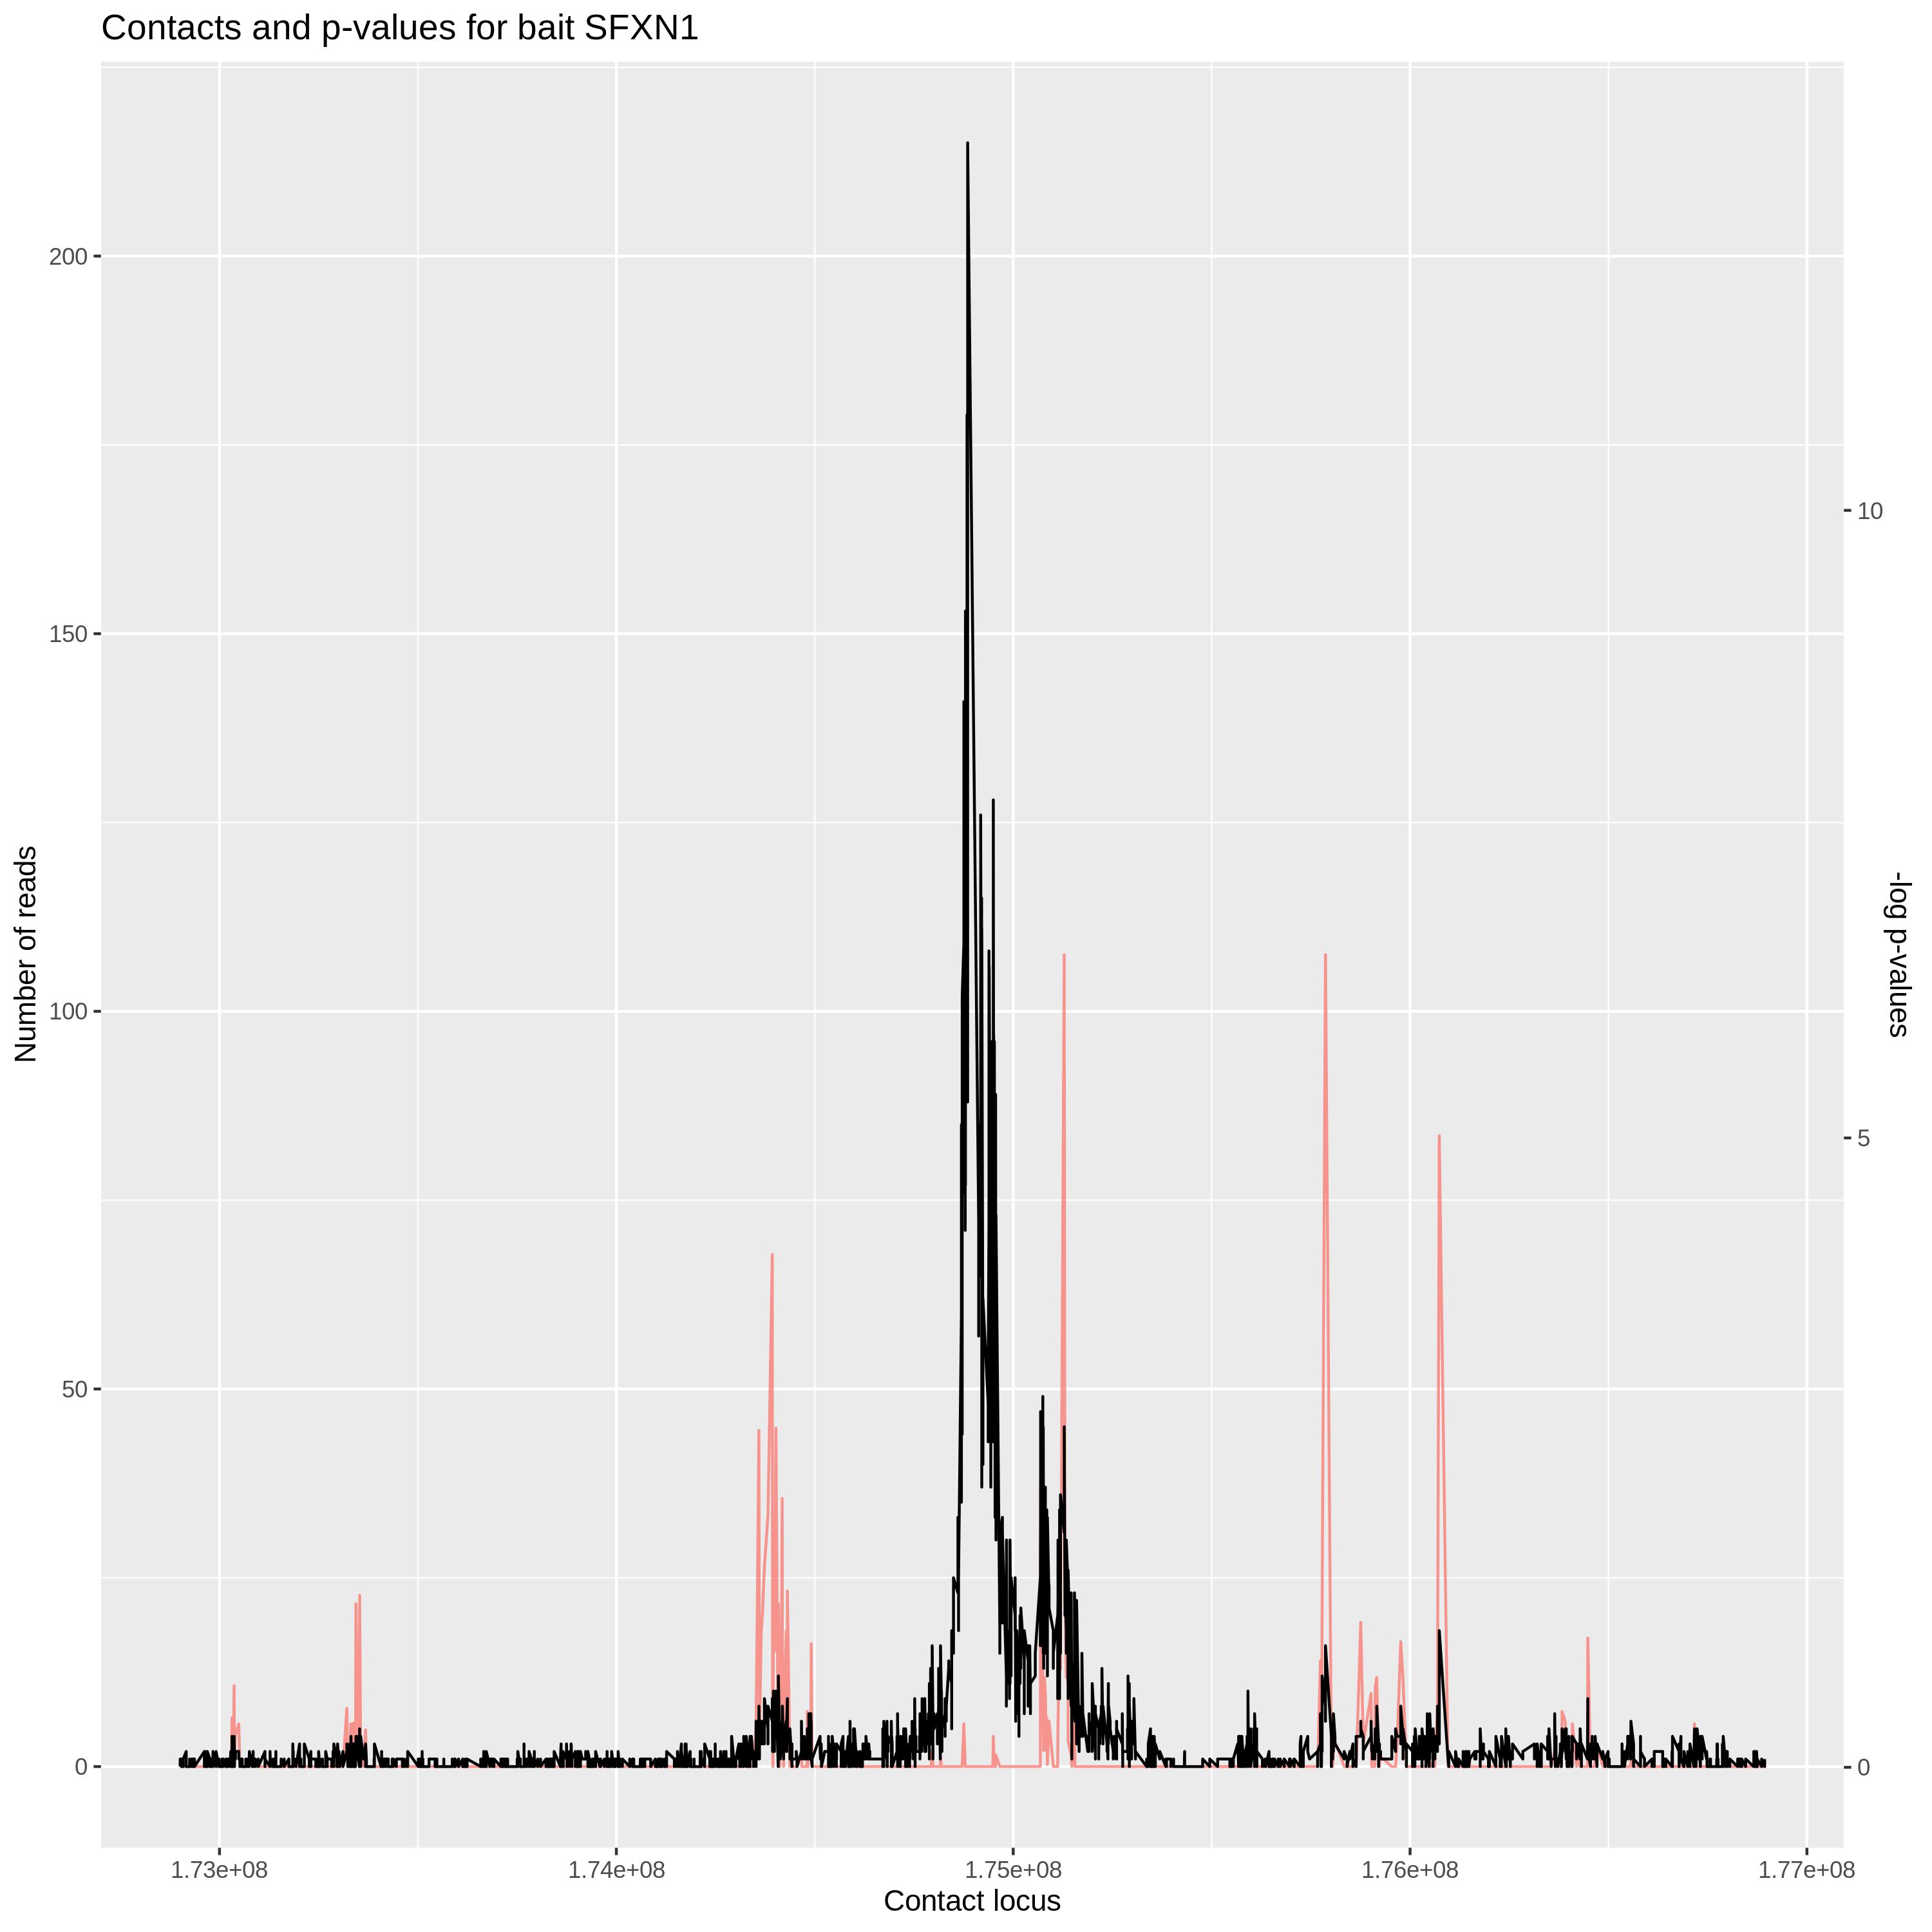 Contacts and p-values for bait SFXN1
200
150
100
50
0
Number of reads
10
5
0
-log p-values
1.73e+08
1.74e+08
1.75e+08
1.76e+08
1.77e+08
Contact locus